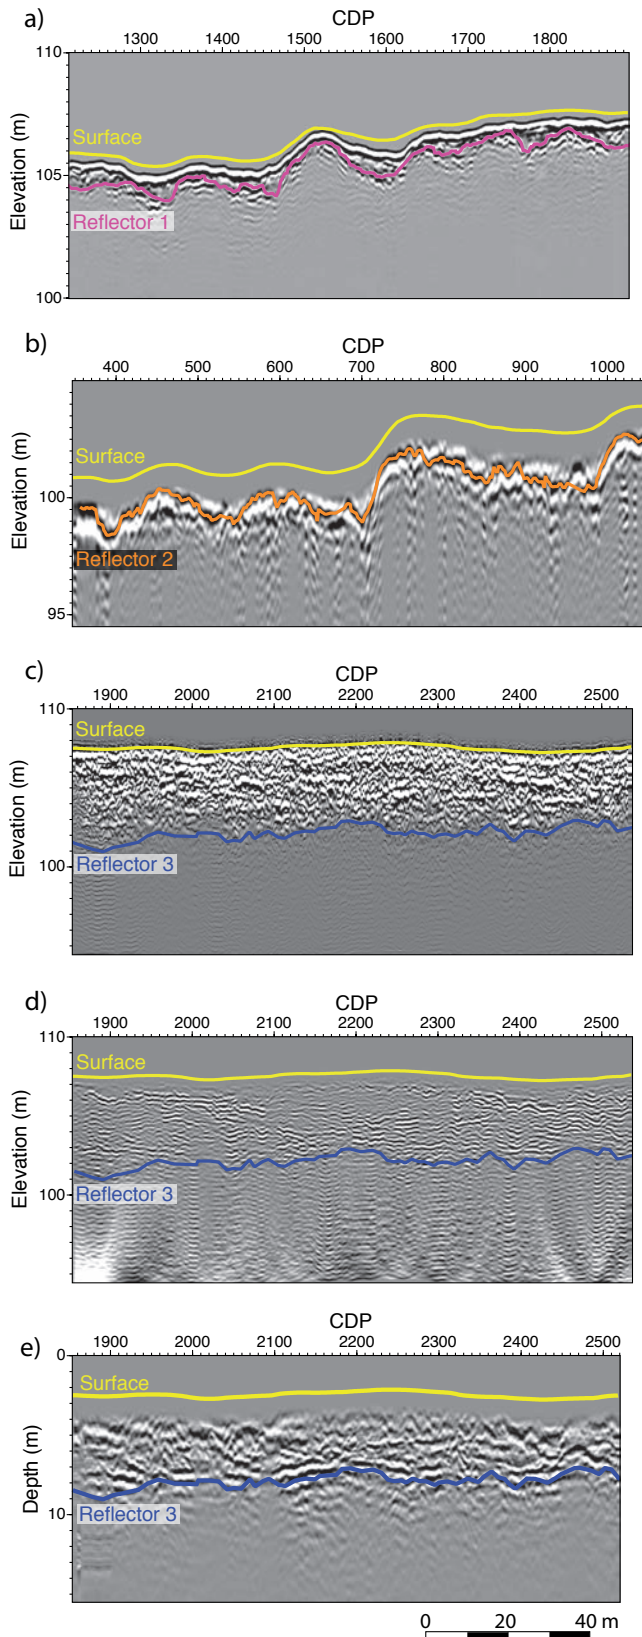 a)
CDP
1300 1400 1500 1600 1700 1800
110
Surface
Elevation (m)
105
Reflector 1
100
b)
CDP
400 500 600 700 800 900 1000
Surface
Elevation (m)
100
Reflector 2
95
c)
CDP
1900 2000 2100 2200 2300 2400 2500
110
Surface
Elevation (m)
100
Reflector 3
d)
CDP
1900 2000 2100 2200 2300 2400 2500
110
Surface
Elevation (m)
100
Reflector 3
e)
CDP
1900 2000 2100 2200 2300 2400 2500
0
Surface
Depth (m)
10
Reflector 3
0 20 40 m